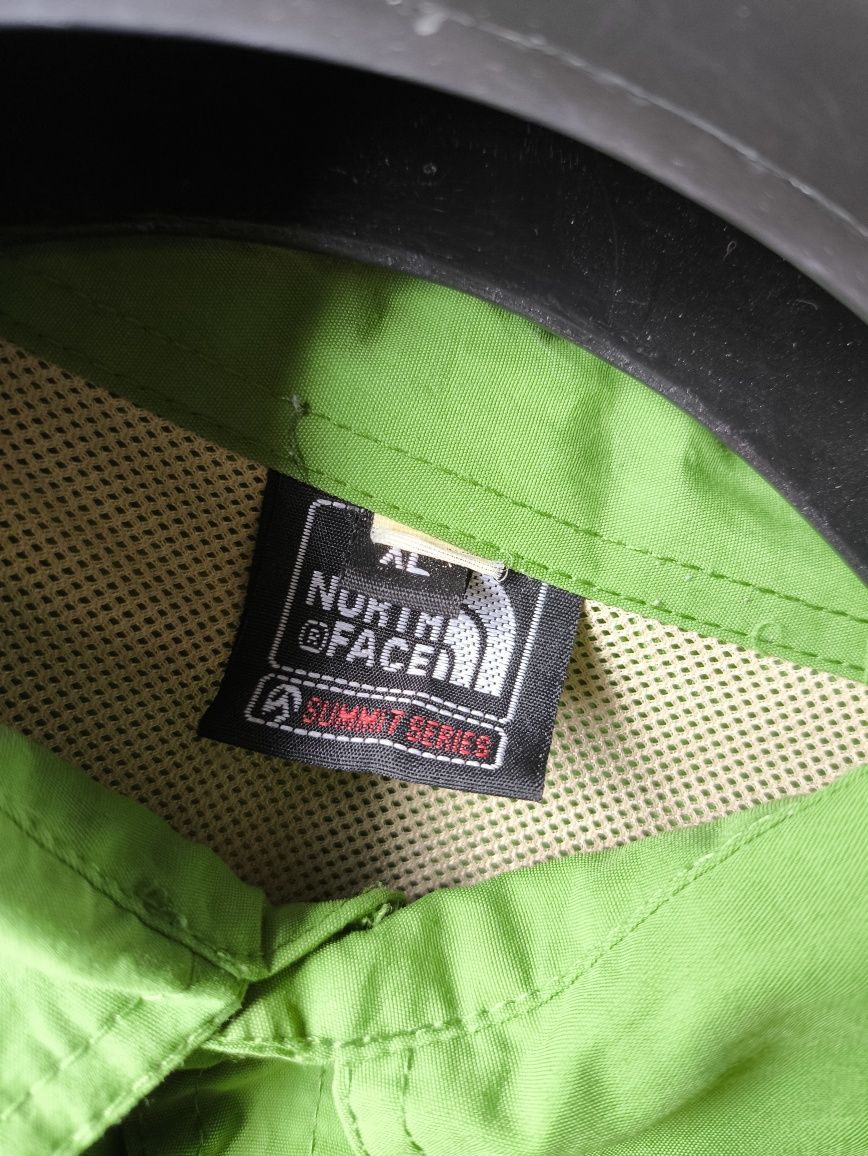 XL
NORTH
®FACE
SUMMIT SERIES